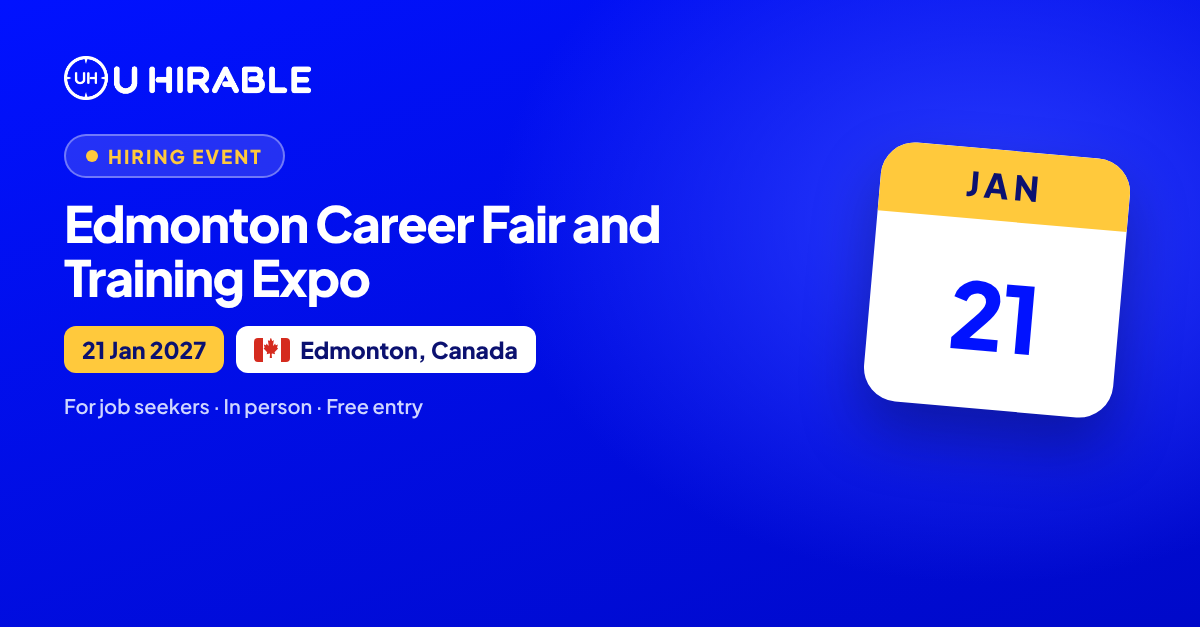 UH U HIRABLE
HIRING EVENT
Edmonton Career Fair and
Training Expo
21 Jan 2027
Edmonton, Canada
For job seekers · In person · Free entry
JAN
21